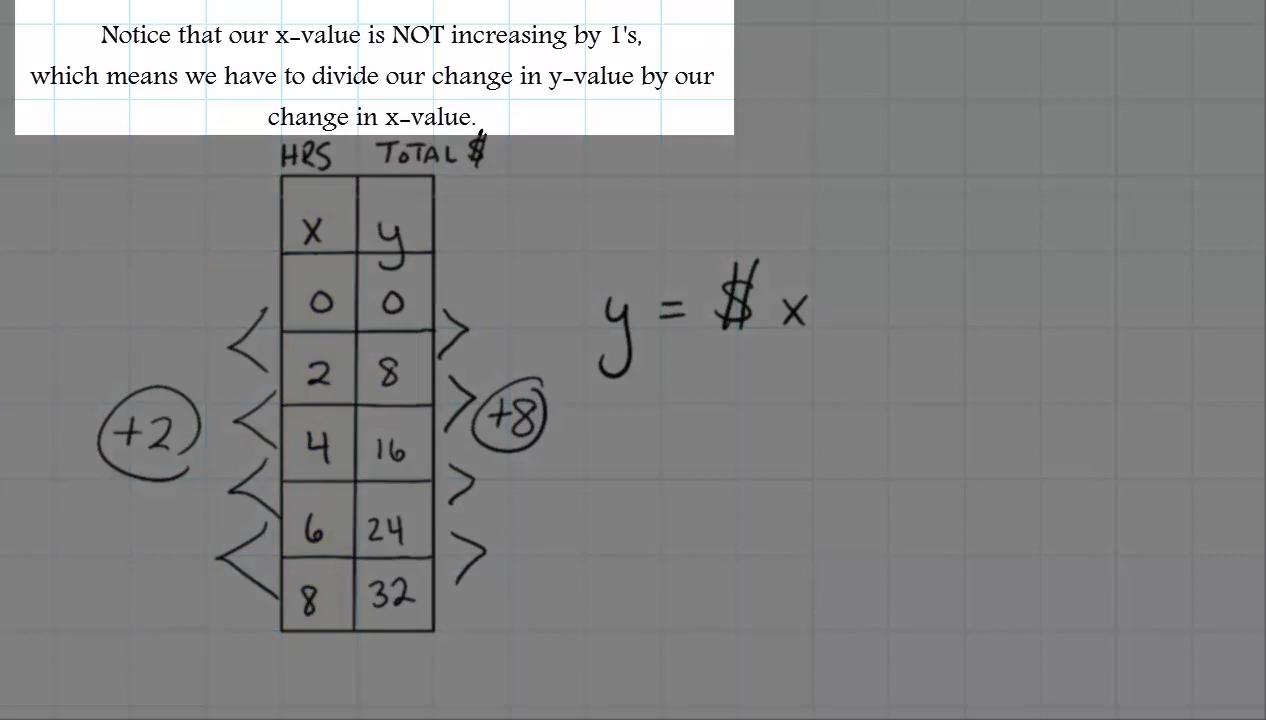 Notice that our x-value is NOT increasing by 1's,
which means we have to divide our change in y-value by our
change in x-value.
HRS TOTAL $
x y
0 0
2 8
4 16
6 24
8 32
+2
+8
y = $ x